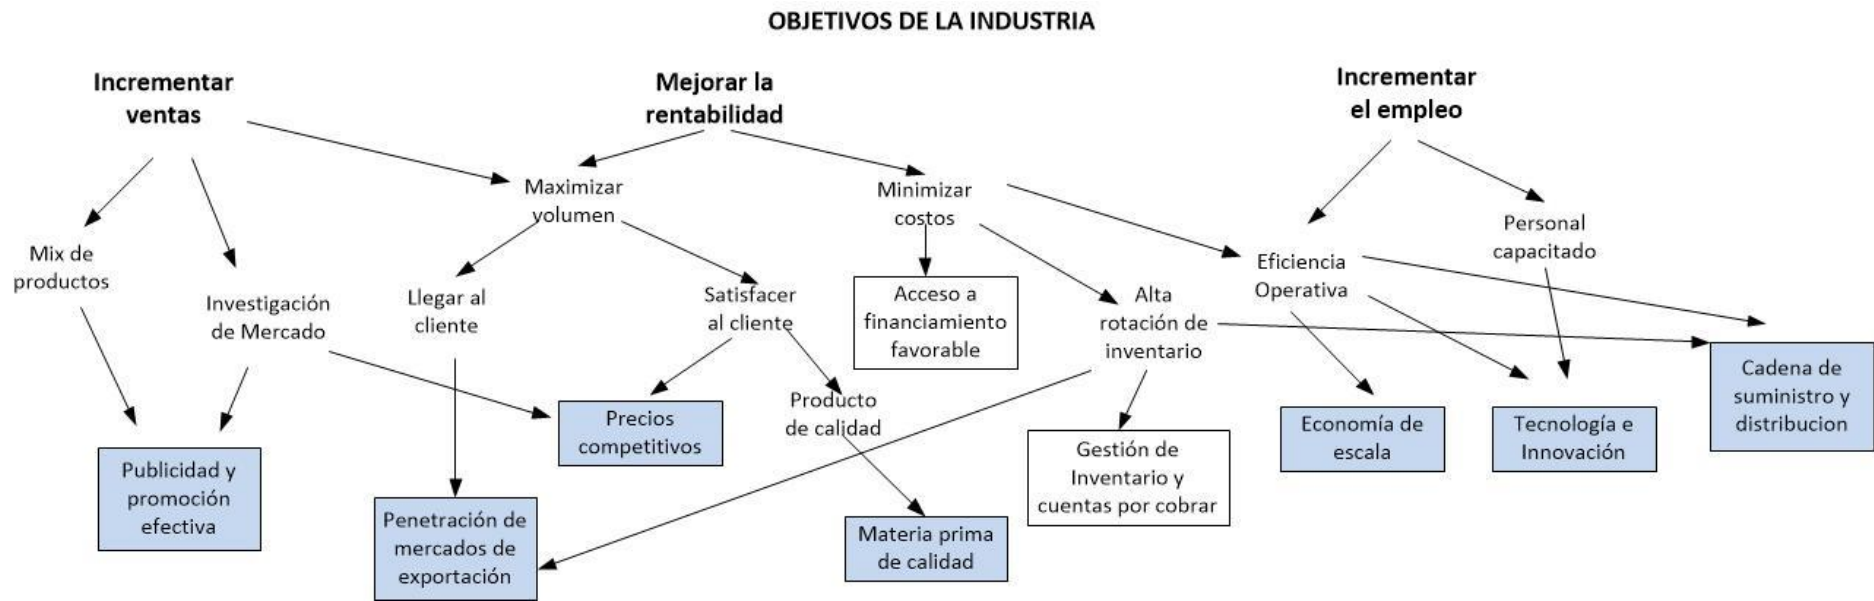 OBJETIVOS DE LA INDUSTRIA
Incrementar
ventas
Mejorar la
rentabilidad
Incrementar
el empleo
Maximizar
volumen
Minimizar
costos
Personal
capacitado
Mix de
productos
Investigación
de Mercado
Llegar al
cliente
Satisfacer
al cliente
Acceso a
financiamiento
favorable
Alta
rotación de
inventario
Eficiencia
Operativa
Publicidad y
promoción
efectiva
Penetración de
mercados de
exportación
Precios
competitivos
Producto
de calidad
Materia prima
de calidad
Gestión de
Inventario y
cuentas por cobrar
Economía de
escala
Tecnología e
Innovación
Cadena de
suministro y
distribucion